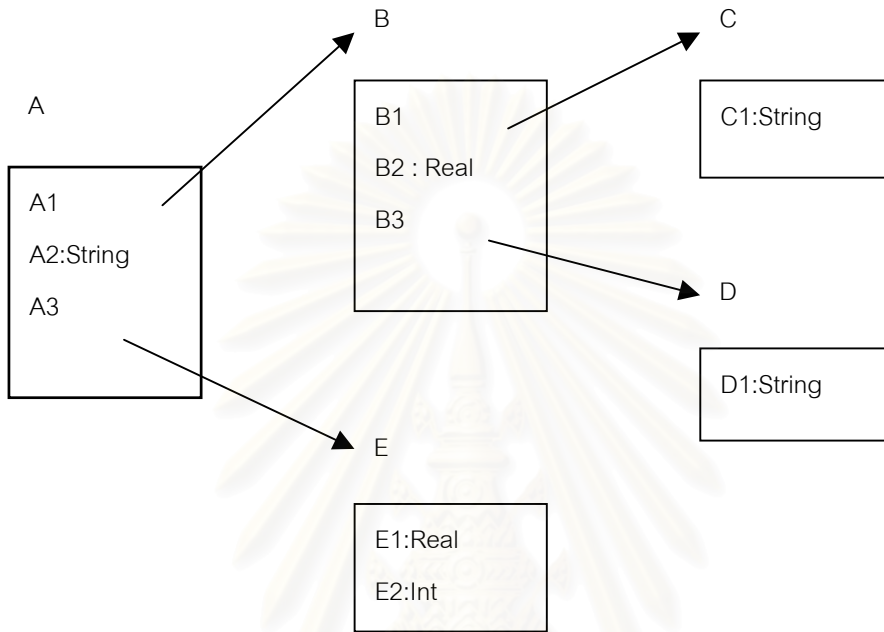 A
A1
A2:String
A3
B
B1
B2 : Real
B3
C
C1:String
D
D1:String
E
E1:Real
E2:Int